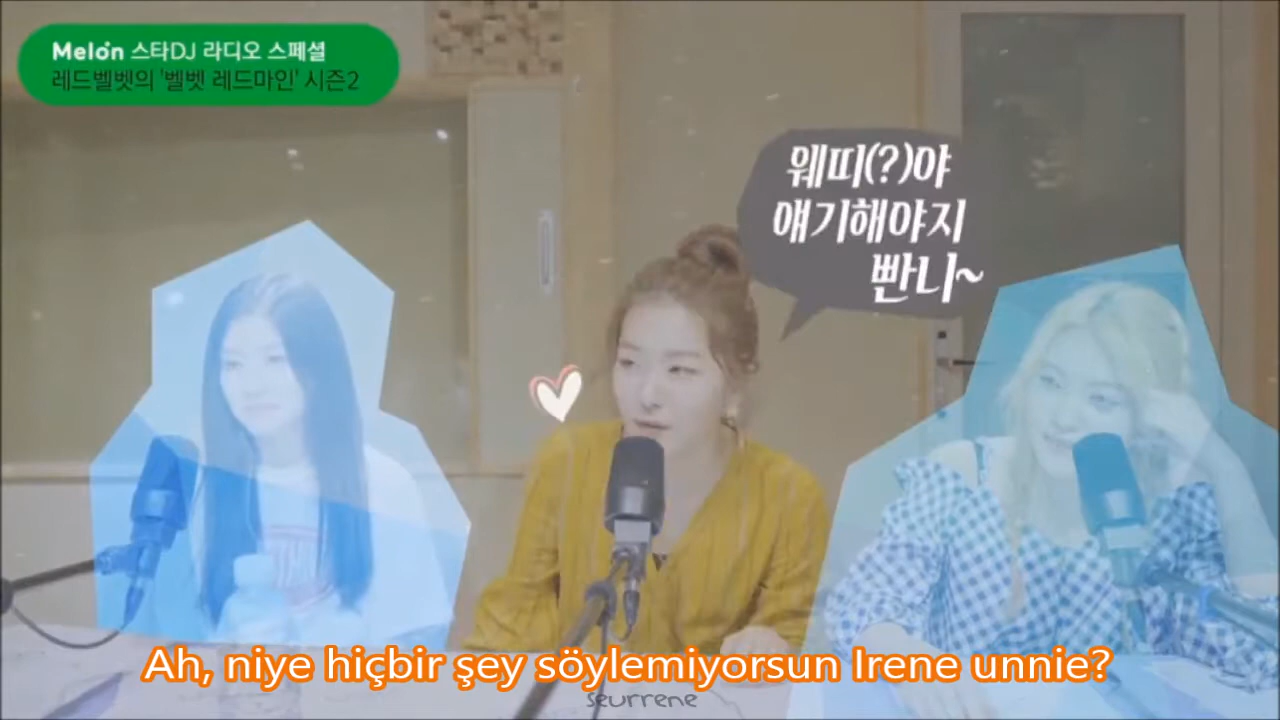 Melon 스타DJ 라디오 스페셜
레드벨벳의 '벨벳 레드마인' 시즌2
웨띠(?)야
얘기해야지
빤니~
Ah, niye hiçbir şey söylemiyorsun Irene unnie?
seurrene